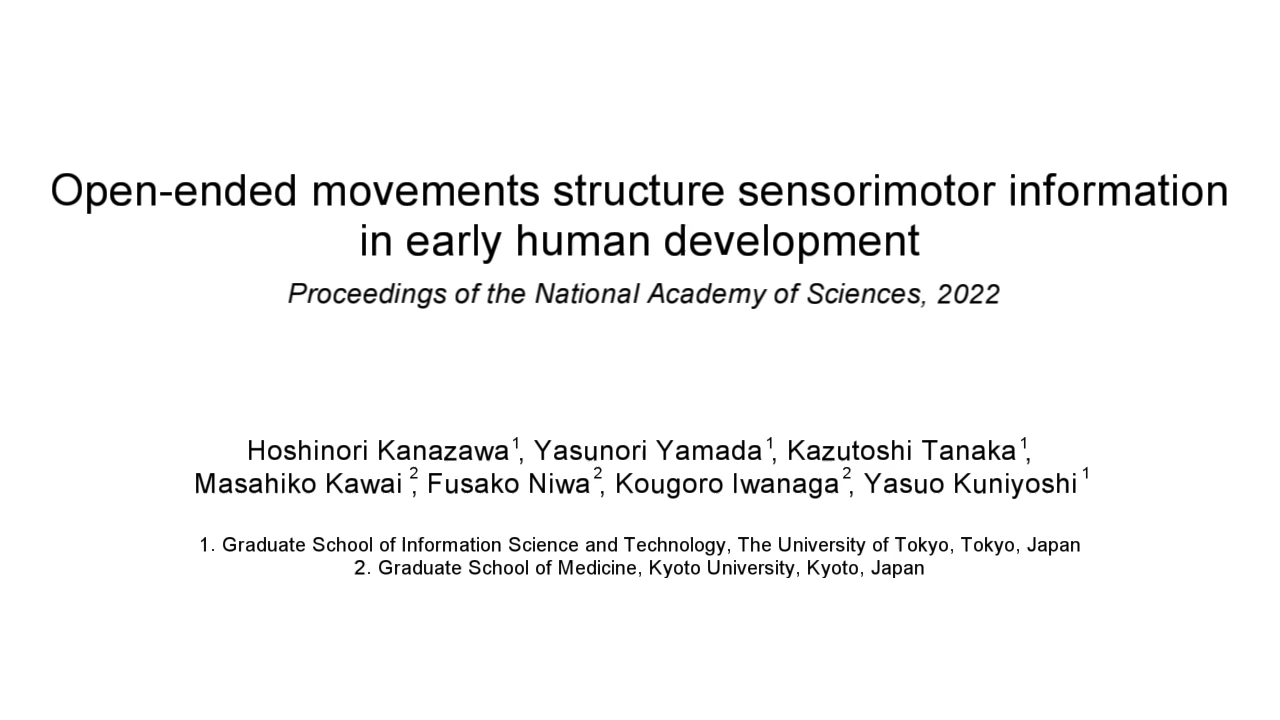 Open-ended movements structure sensorimotor information
in early human development
Proceedings of the National Academy of Sciences, 2022
Hoshinori Kanazawa¹, Yasunori Yamada¹, Kazutoshi Tanaka¹,
Masahiko Kawai², Fusako Niwa², Kougoro Iwanaga², Yasuo Kuniyoshi¹
1. Graduate School of Information Science and Technology, The University of Tokyo, Tokyo, Japan
2. Graduate School of Medicine, Kyoto University, Kyoto, Japan